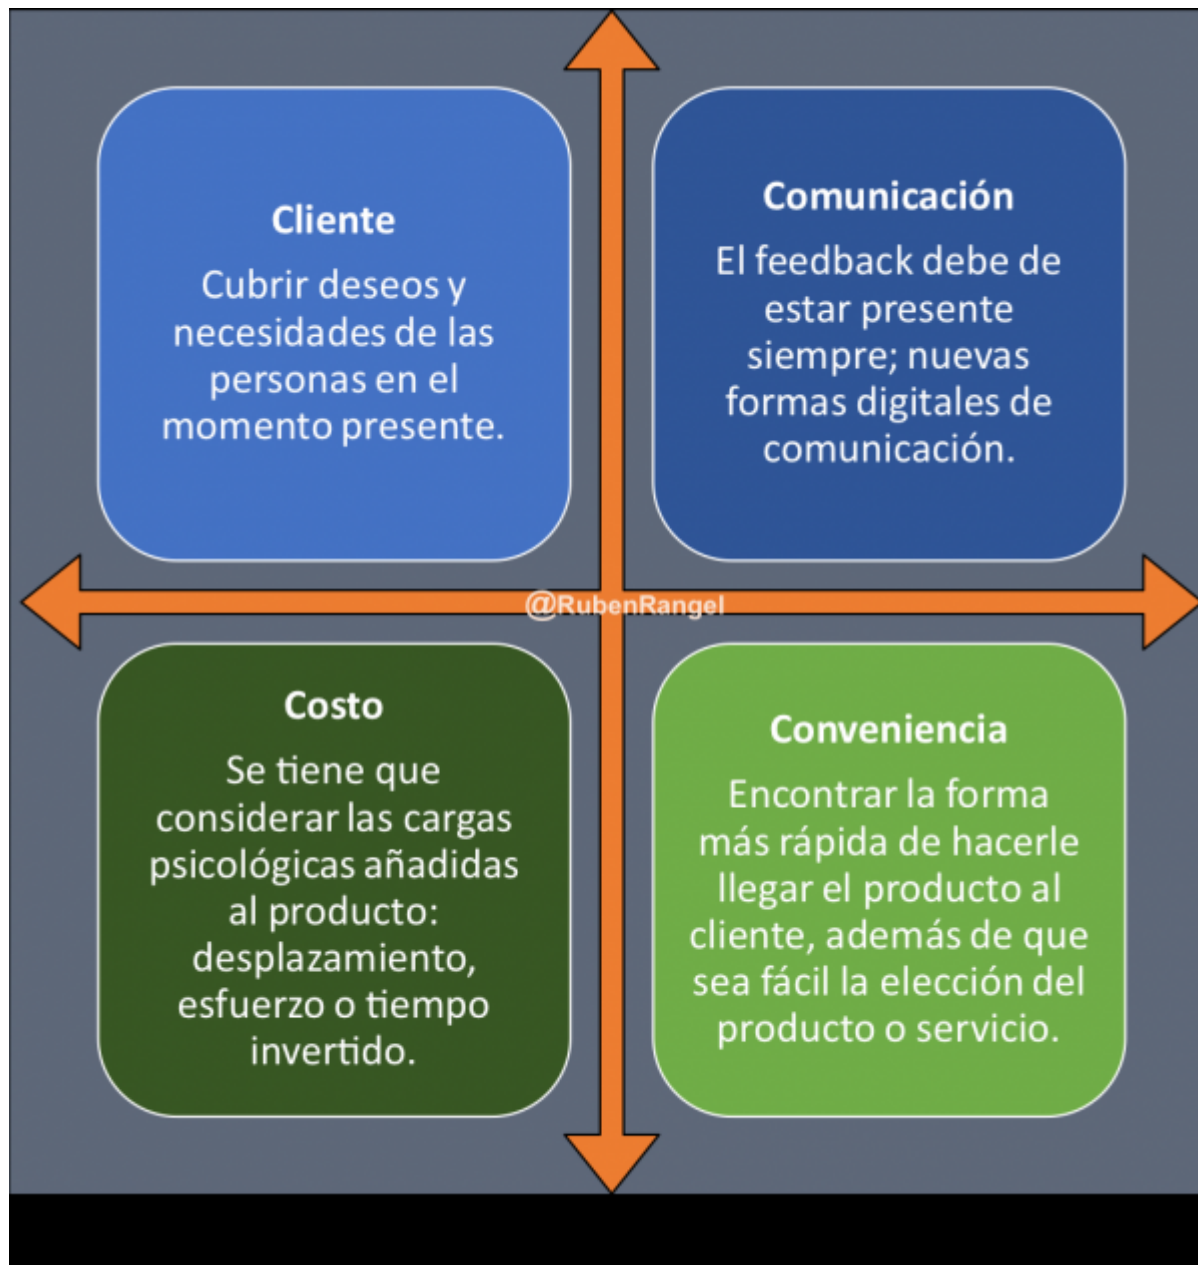 Cliente
Cubrir deseos y
necesidades de las
personas en el
momento presente.
Comunicación
El feedback debe de
estar presente
siempre; nuevas
formas digitales de
comunicación.
@RubenRangel
Costo
Se tiene que
considerar las cargas
psicológicas añadidas
al producto:
desplazamiento,
esfuerzo o tiempo
invertido.
Conveniencia
Encontrar la forma
más rápida de hacerle
llegar el producto al
cliente, además de que
sea fácil la elección del
producto o servicio.